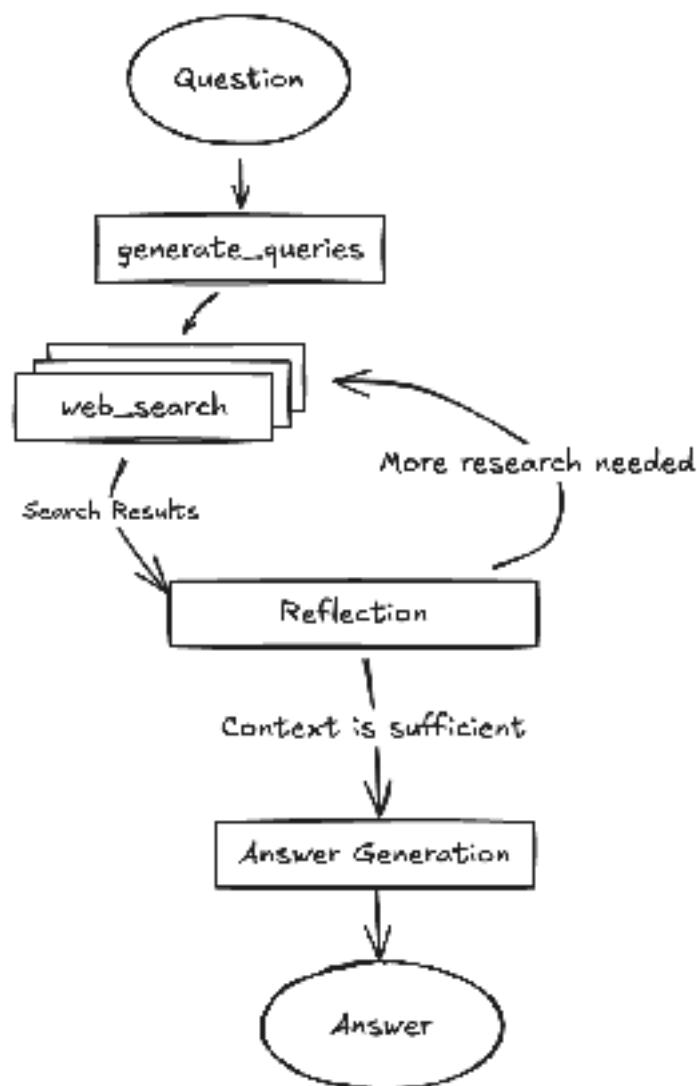 Question
generate_queries
web_search
More research needed
Search Results
Reflection
Context is sufficient
Answer Generation
Answer